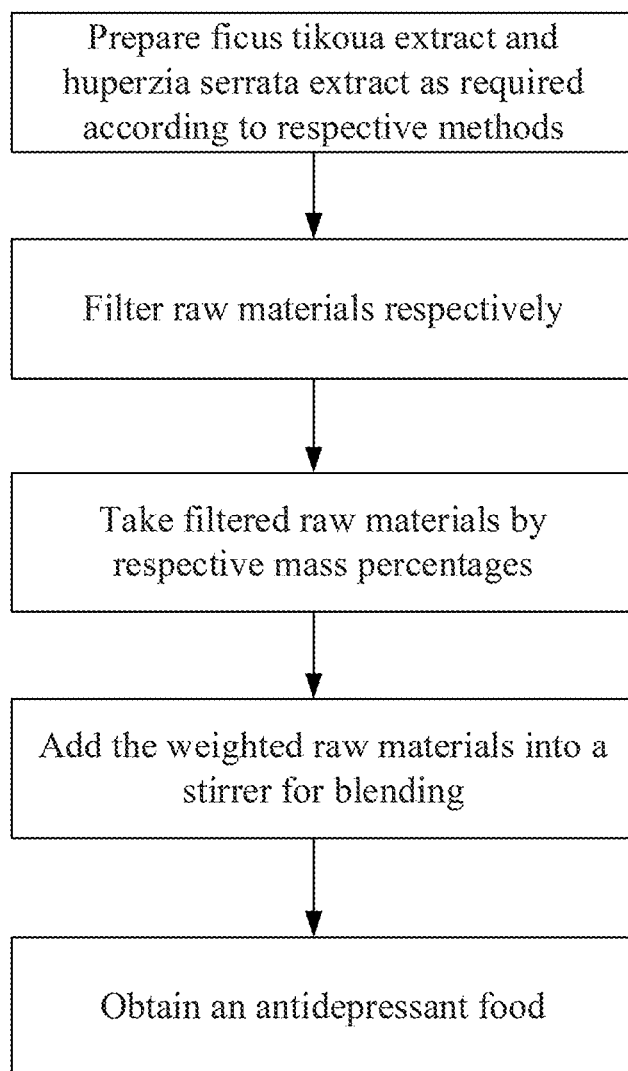 Prepare ficus tikoua extract and
huperzia serrata extract as required
according to respective methods
Filter raw materials respectively
Take filtered raw materials by
respective mass percentages
Add the weighted raw materials into a
stirrer for blending
Obtain an antidepressant food